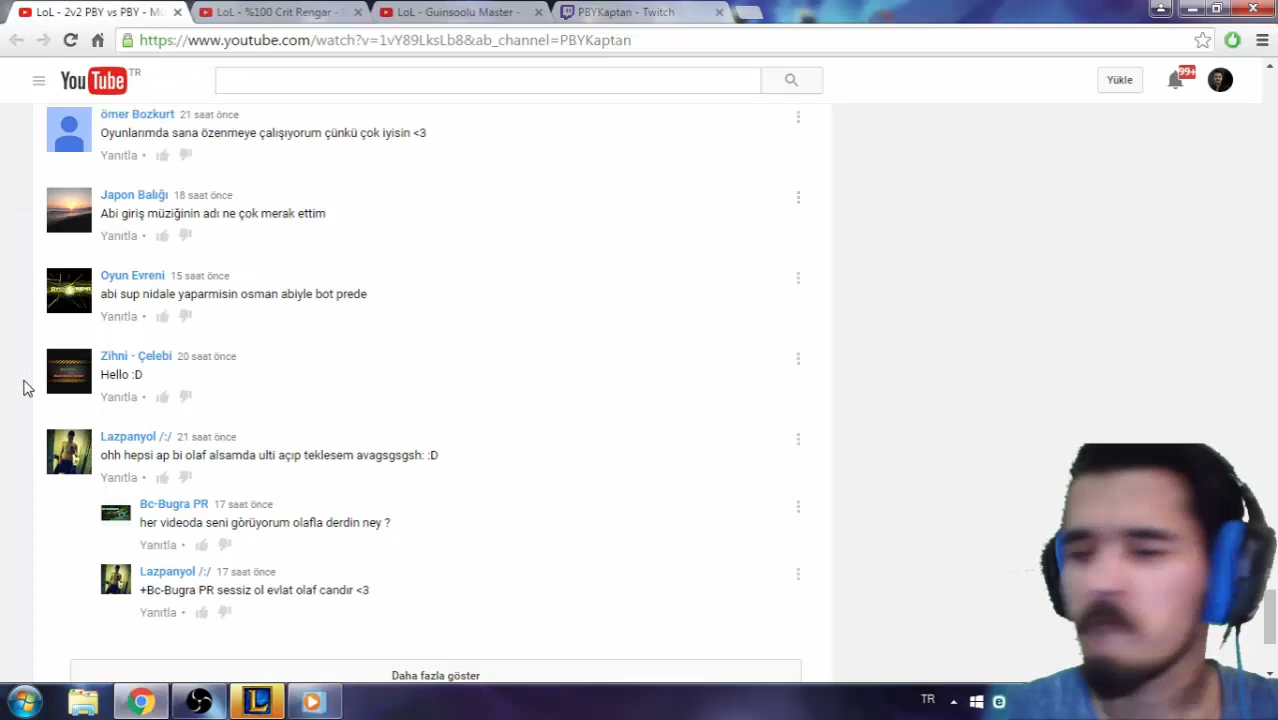 LoL - 2v2 PBY vs PBY - Mü
LoL - %100 Crit Rengar -
LoL - Guinsoolu Master -
PBYKaptan - Twitch
https://www.youtube.com/watch?v=1vY89LksLb8&ab_channel=PBYKaptan
YouTube TR
Yükle
99+
ömer Bozkurt 21 saat önce
Oyunlarımda sana özenmeye çalışıyorum çünkü çok iyisin <3
Yanıtla •
Japon Balığı 18 saat önce
Abi giriş müziğinin adı ne çok merak ettim
Yanıtla •
Oyun Evreni 15 saat önce
abi sup nidale yaparmisin osman abiyle bot prede
Yanıtla •
Zihni - Çelebi 20 saat önce
Hello :D
Yanıtla •
Lazpanyol /:/ 21 saat önce
ohh hepsi ap bi olaf alsamda ulti açıp teklesem avagsgsgsh: :D
Yanıtla •
Bc-Bugra PR 17 saat önce
her videoda seni görüyorum olafla derdin ney ?
Yanıtla •
Lazpanyol /:/ 17 saat önce
+Bc-Bugra PR sessiz ol evlat olaf candır <3
Yanıtla •
Daha fazla göster
TR